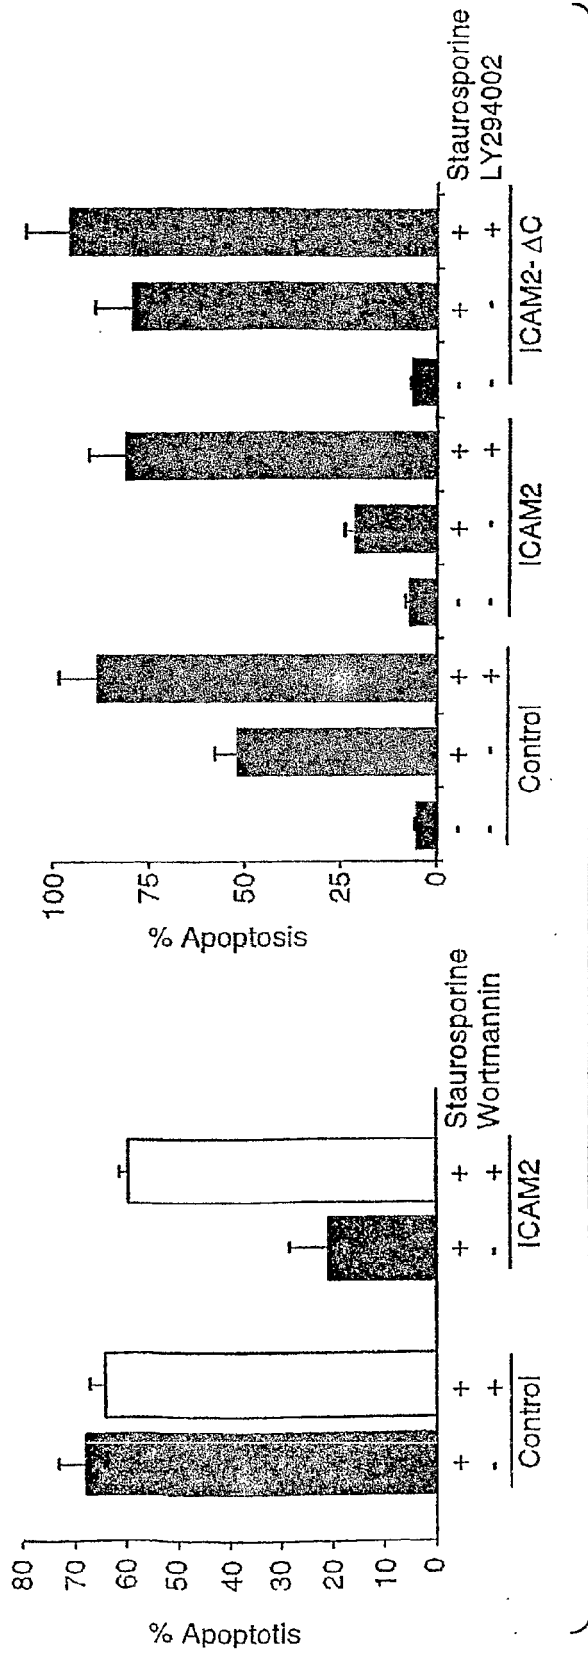 % Apoptotis
80
70
60
50
40
30
20
10
0
+ - Control
+ +
+ - ICAM2
+ +
Staurosporine
Wortmannin
% Apoptosis
100
75
50
25
0
- + + - + + - + + Staurosporine
- - + - - + - - + LY294002
Control ICAM2 ICAM2-ΔC